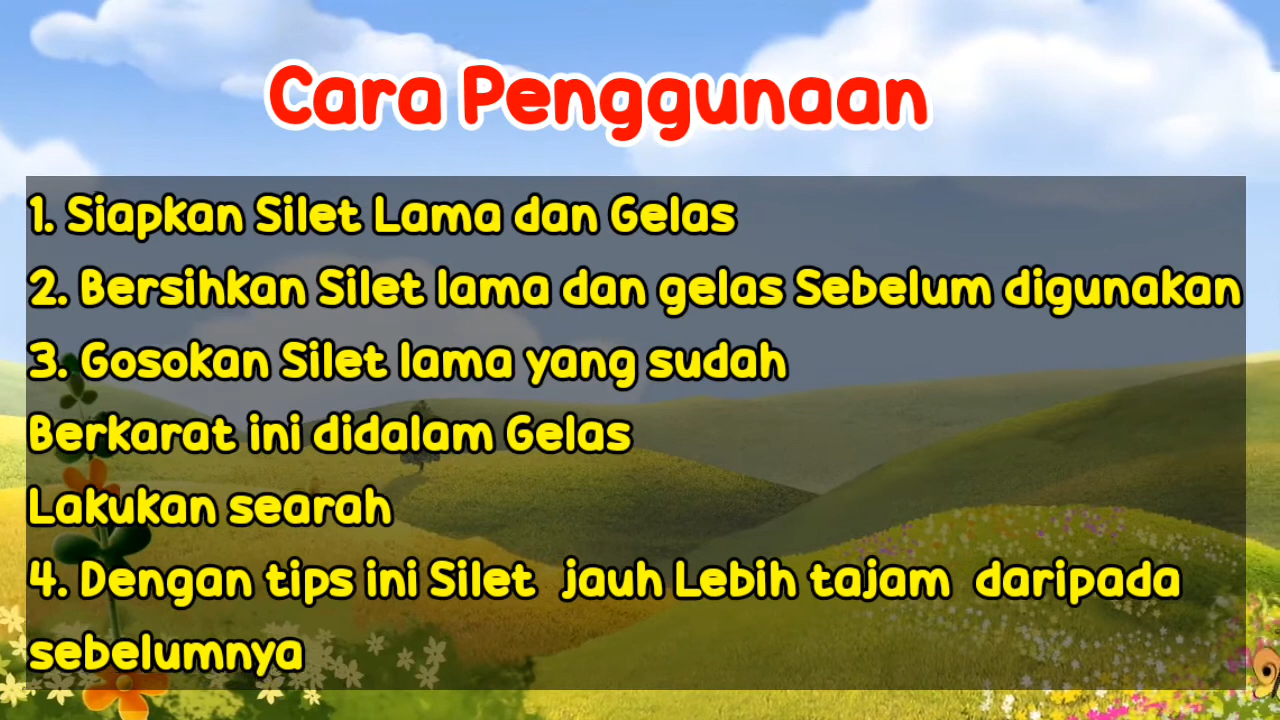 Cara Penggunaan
1. Siapkan Silet Lama dan Gelas
2. Bersihkan Silet lama dan gelas Sebelum digunakan
3. Gosokan Silet lama yang sudah
Berkarat ini didalam Gelas
Lakukan searah
4. Dengan tips ini Silet jauh Lebih tajam daripada
sebelumnya